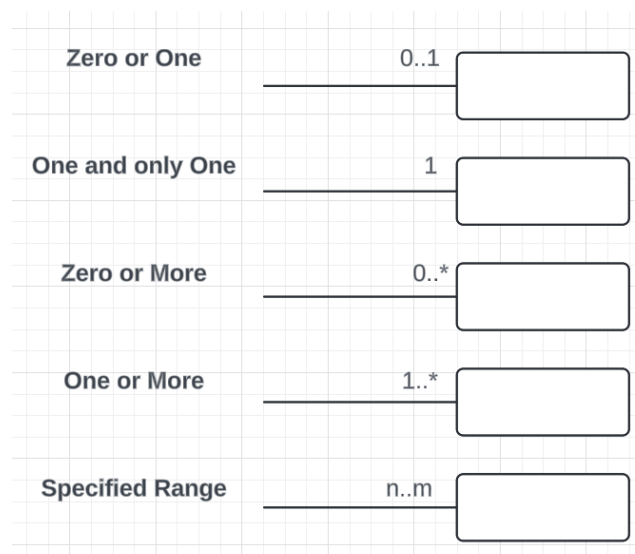 Zero or One 0..1
One and only One 1
Zero or More 0..*
One or More 1..*
Specified Range n..m